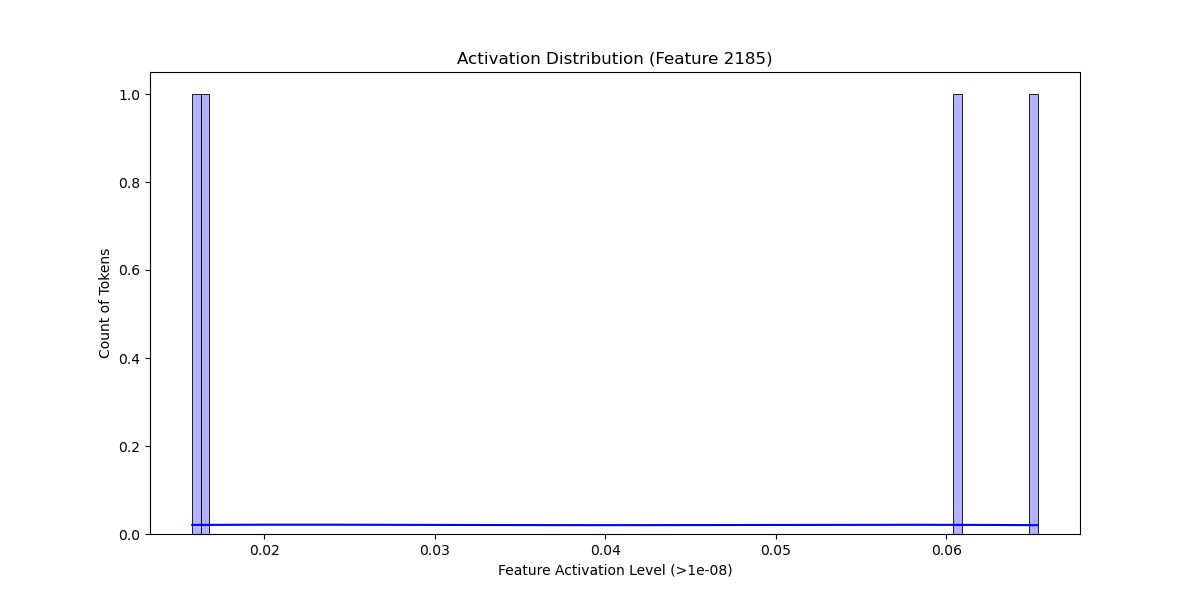 Activation Distribution (Feature 2185)
Count of Tokens
1.0
0.8
0.6
0.4
0.2
0.0
0.02 0.03 0.04 0.05 0.06
Feature Activation Level (>1e-08)